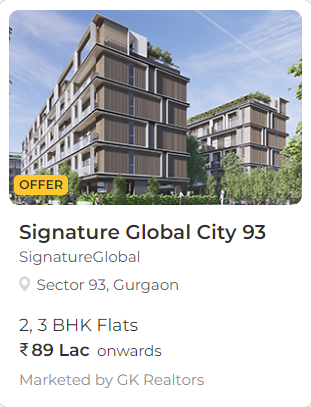 OFFER
Signature Global City 93
SignatureGlobal
Sector 93, Gurgaon
2, 3 BHK Flats
₹89 Lac onwards
Marketed by GK Realtors